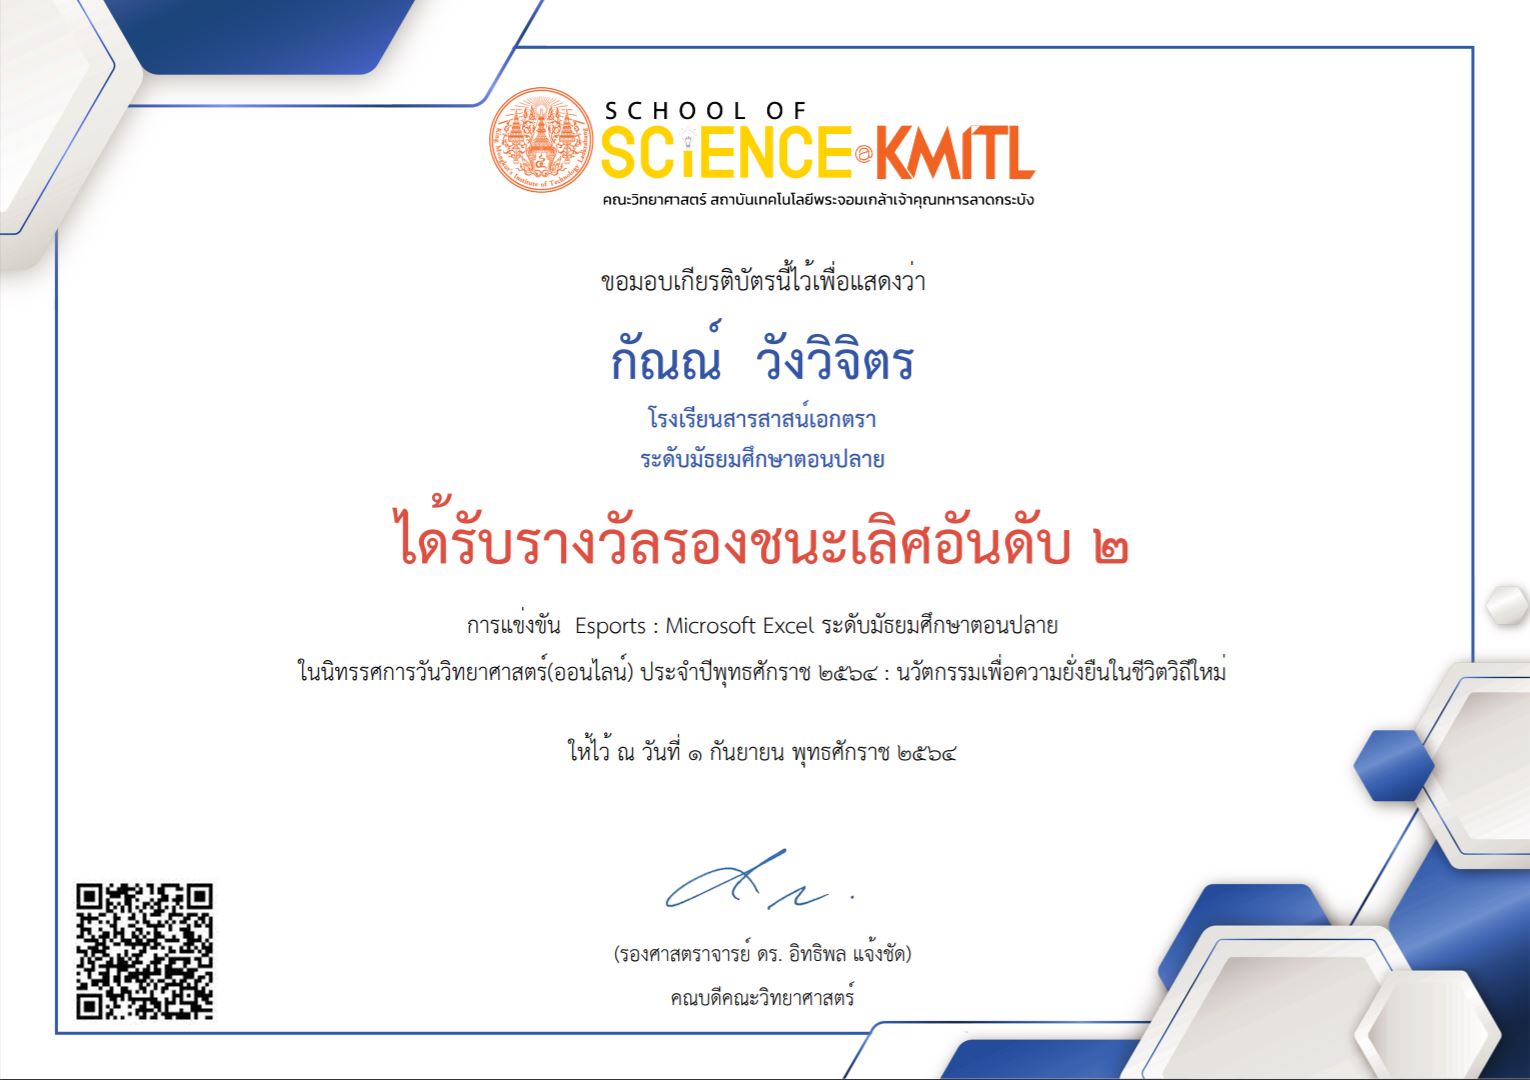 SCHOOL OF
SCiENCE@KMITL
คณะวิทยาศาสตร์ สถาบันเทคโนโลยีพระจอมเกล้าเจ้าคุณทหารลาดกระบัง
King Mongkut's Institute of Technology Ladkrabang
ขอมอบเกียรติบัตรนี้ไว้เพื่อแสดงว่า
กัณณ์ วังวิจิตร
โรงเรียนสารสาสน์เอกตรา
ระดับมัธยมศึกษาตอนปลาย
ได้รับรางวัลรองชนะเลิศอันดับ ๒
การแข่งขัน Esports : Microsoft Excel ระดับมัธยมศึกษาตอนปลาย
ในนิทรรศการวันวิทยาศาสตร์(ออนไลน์) ประจำปีพุทธศักราช ๒๕๖๔ : นวัตกรรมเพื่อความยั่งยืนในชีวิตวิถีใหม่
ให้ไว้ ณ วันที่ ๑ กันยายน พุทธศักราช ๒๕๖๔
(รองศาสตราจารย์ ดร. อิทธิพล แจ้งชัด)
คณบดีคณะวิทยาศาสตร์